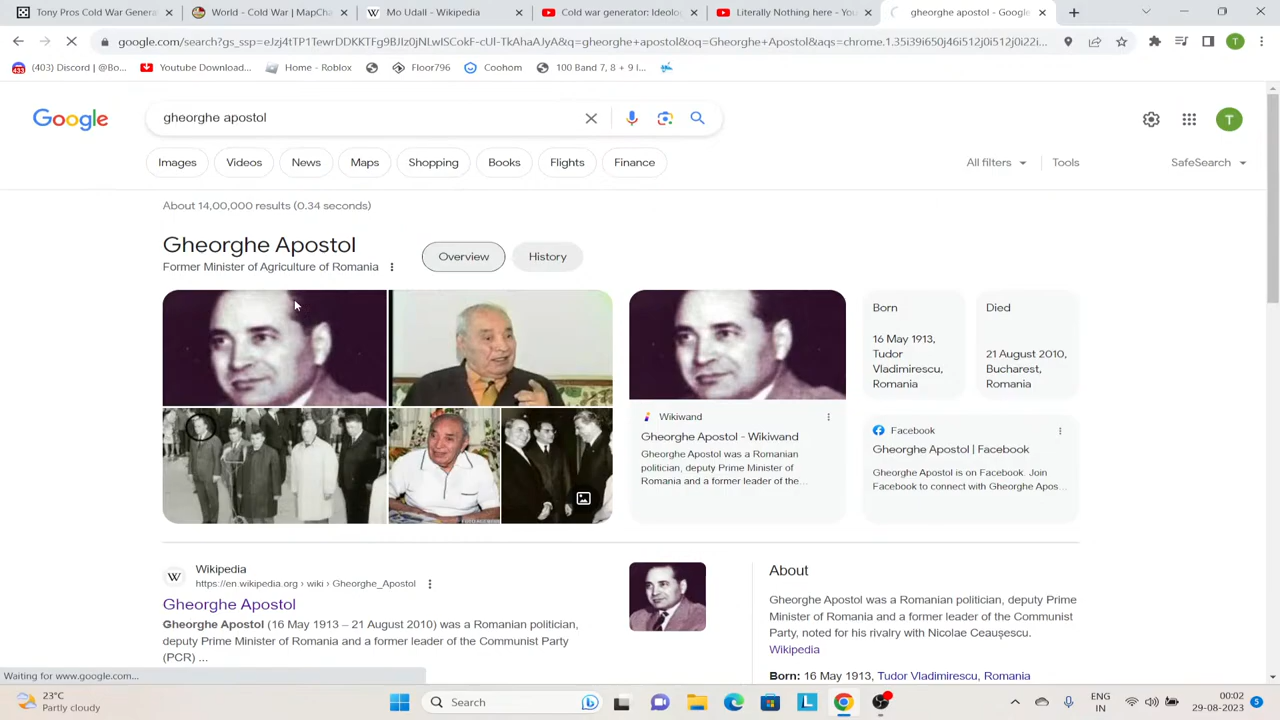 Tony Pros Cold War Genera
World - Cold War | MapCha
Mo Udall - Wikipedia
Cold war generator: Ideolo
Literally Nothing here - You
gheorghe apostol - Google
google.com/search?gs_ssp=eJzj4tTP1TewrDDKKTFg9BJIz0jNLwISCokF-cUl-TkAhaAJyA&q=gheorghe+apostol&oq=Gheorghe+Apostol&aqs=chrome.1.35i39i650j46i512j0i512j0i22i...
(403) Discord | @Bo...
Youtube Download...
Home - Roblox
Floor796
Coohom
100 Band 7, 8 + 9 l...
Google
gheorghe apostol
T
Images
Videos
News
Maps
Shopping
Books
Flights
Finance
All filters
Tools
SafeSearch
About 14,00,000 results (0.34 seconds)
Gheorghe Apostol
Former Minister of Agriculture of Romania
Overview
History
Wikiwand
Gheorghe Apostol - Wikiwand
Gheorghe Apostol was a Romanian
politician, deputy Prime Minister of
Romania and a former leader of the...
Born
16 May 1913,
Tudor
Vladimirescu,
Romania
Died
21 August 2010,
Bucharest,
Romania
Facebook
Gheorghe Apostol | Facebook
Gheorghe Apostol is on Facebook. Join
Facebook to connect with Gheorghe Apos...
W
Wikipedia
https://en.wikipedia.org › wiki › Gheorghe_Apostol
Gheorghe Apostol
Gheorghe Apostol (16 May 1913 – 21 August 2010) was a Romanian politician,
deputy Prime Minister of Romania and a former leader of the Communist Party
(PCR) ...
About
Gheorghe Apostol was a Romanian politician, deputy Prime
Minister of Romania and a former leader of the Communist
Party, noted for his rivalry with Nicolae Ceaușescu.
Wikipedia
Born: 16 May 1913, Tudor Vladimirescu, Romania
Waiting for www.google.com...
23°C
Partly cloudy
Search
ENG
IN
00:02
29-08-2023
5